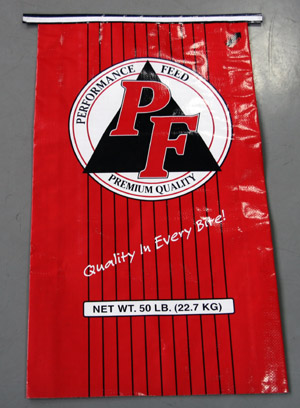 PERFORMANCE FEED
PF
PREMIUM QUALITY
Quality In Every Bite!
NET WT. 50 LB. (22.7 KG)